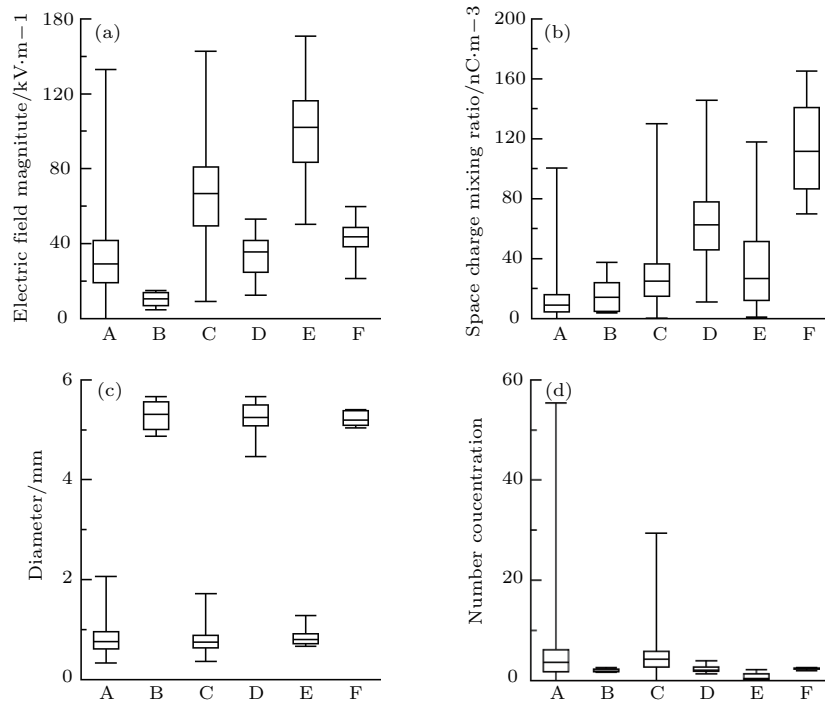 (a)
Electric field magnitute/kV·m−1
180
120
80
40
0
A B C D E F
(b)
Space charge mixing ratio/nC·m−3
200
160
120
80
40
0
A B C D E F
(c)
Diameter/mm
6
4
2
0
A B C D E F
(d)
Number coucentration
60
40
20
0
A B C D E F